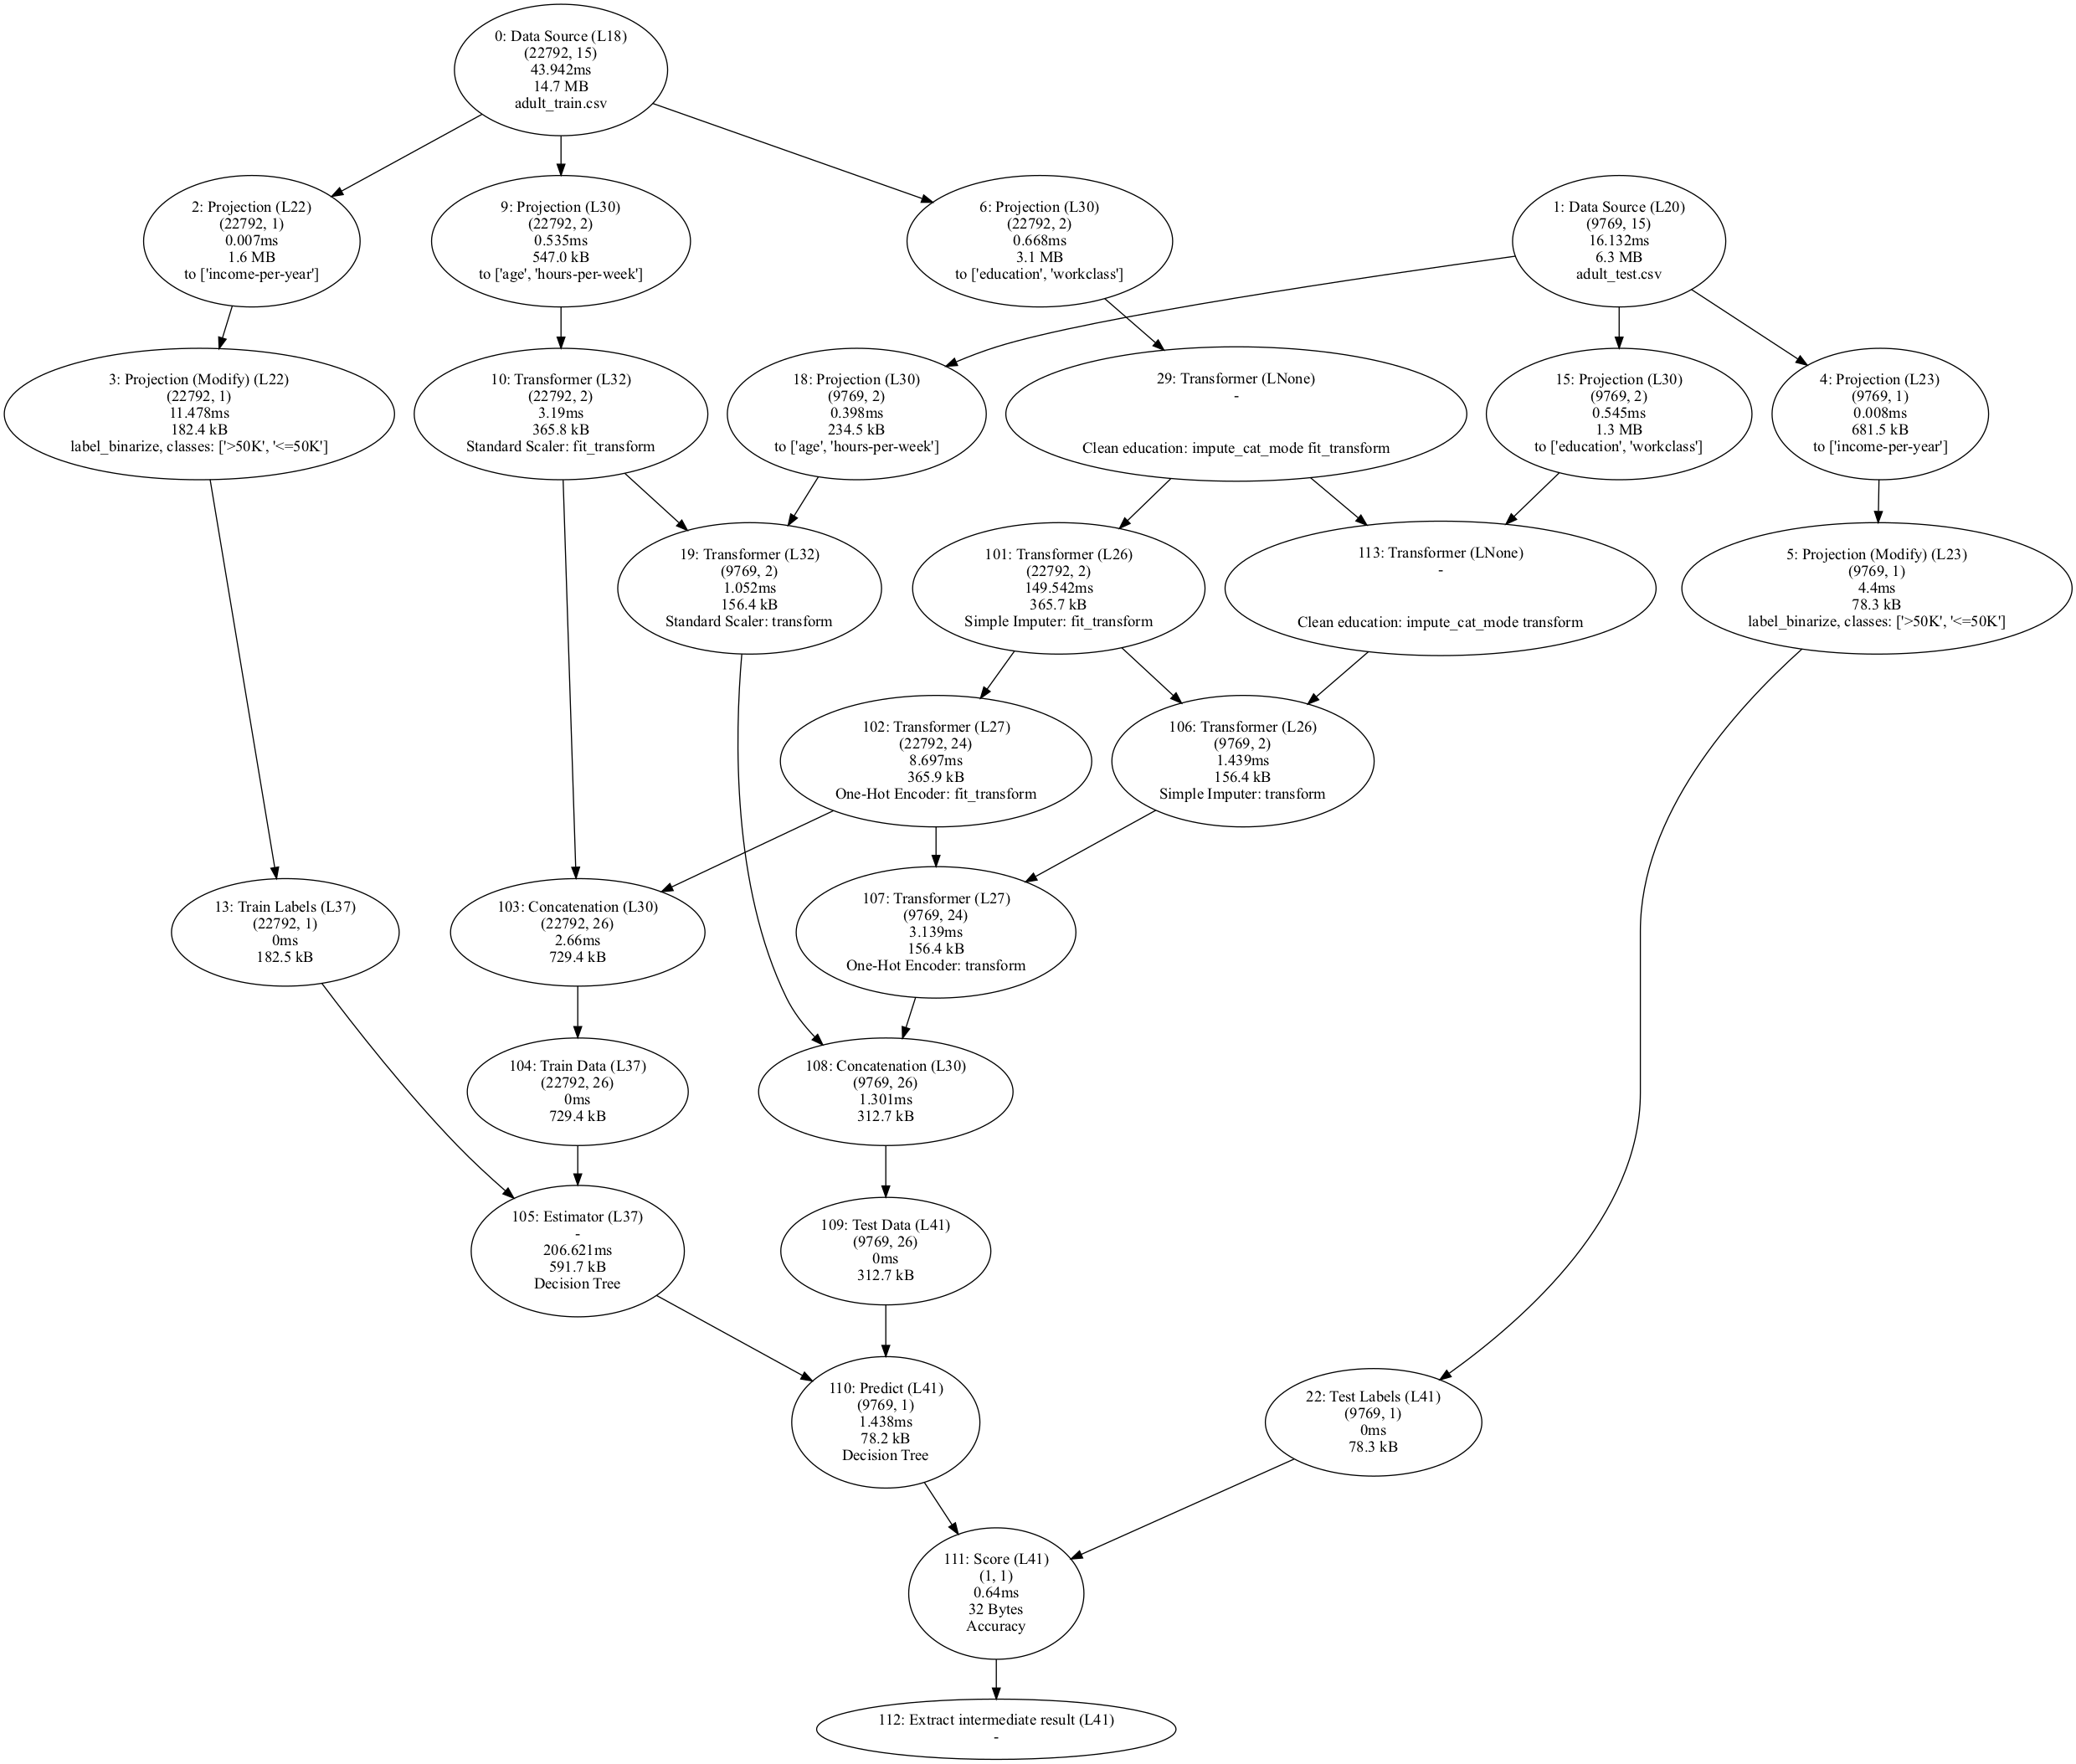 0: Data Source (L18)
(22792, 15)
43.942ms
14.7 MB
adult_train.csv
2: Projection (L22)
(22792, 1)
0.007ms
1.6 MB
to ['income-per-year']
9: Projection (L30)
(22792, 2)
0.535ms
547.0 kB
to ['age', 'hours-per-week']
6: Projection (L30)
(22792, 2)
0.668ms
3.1 MB
to ['education', 'workclass']
1: Data Source (L20)
(9769, 15)
16.132ms
6.3 MB
adult_test.csv
3: Projection (Modify) (L22)
(22792, 1)
11.478ms
182.4 kB
label_binarize, classes: ['>50K', '<=50K']
10: Transformer (L32)
(22792, 2)
3.19ms
365.8 kB
Standard Scaler: fit_transform
18: Projection (L30)
(9769, 2)
0.398ms
234.5 kB
to ['age', 'hours-per-week']
29: Transformer (LNone)
-
Clean education: impute_cat_mode fit_transform
15: Projection (L30)
(9769, 2)
0.545ms
1.3 MB
to ['education', 'workclass']
4: Projection (L23)
(9769, 1)
0.008ms
681.5 kB
to ['income-per-year']
19: Transformer (L32)
(9769, 2)
1.052ms
156.4 kB
Standard Scaler: transform
101: Transformer (L26)
(22792, 2)
149.542ms
365.7 kB
Simple Imputer: fit_transform
113: Transformer (LNone)
-
Clean education: impute_cat_mode transform
5: Projection (Modify) (L23)
(9769, 1)
4.4ms
78.3 kB
label_binarize, classes: ['>50K', '<=50K']
102: Transformer (L27)
(22792, 24)
8.697ms
365.9 kB
One-Hot Encoder: fit_transform
106: Transformer (L26)
(9769, 2)
1.439ms
156.4 kB
Simple Imputer: transform
13: Train Labels (L37)
(22792, 1)
0ms
182.5 kB
103: Concatenation (L30)
(22792, 26)
2.66ms
729.4 kB
107: Transformer (L27)
(9769, 24)
3.139ms
156.4 kB
One-Hot Encoder: transform
104: Train Data (L37)
(22792, 26)
0ms
729.4 kB
108: Concatenation (L30)
(9769, 26)
1.301ms
312.7 kB
105: Estimator (L37)
-
206.621ms
591.7 kB
Decision Tree
109: Test Data (L41)
(9769, 26)
0ms
312.7 kB
110: Predict (L41)
(9769, 1)
1.438ms
78.2 kB
Decision Tree
22: Test Labels (L41)
(9769, 1)
0ms
78.3 kB
111: Score (L41)
(1, 1)
0.64ms
32 Bytes
Accuracy
112: Extract intermediate result (L41)
-